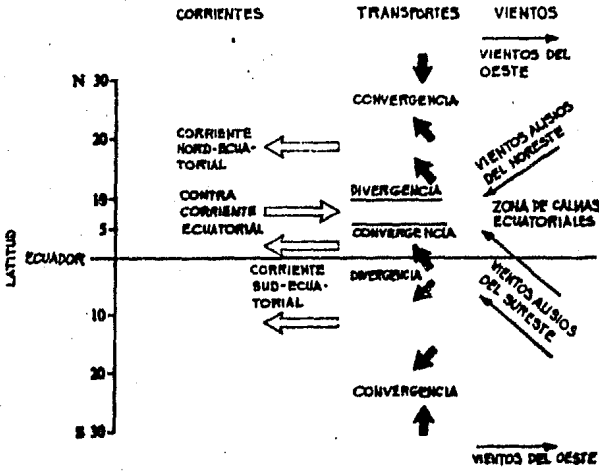 CORRIENTES
TRANSPORTES
VIENTOS
VIENTOS DEL
OESTE
N 30
CONVERGENCIA
20
CORRIENTE
NORD-ECUA-
TORIAL
VIENTOS ALISIOS
DEL NORESTE
DIVERGENCIA
10
CONTRA
CORRIENTE
ECUATORIAL
ZONA DE CALMAS
ECUATORIALES
5
CONVERGENCIA
LATITUD
ECUADOR
CORRIENTE
SUD-ECUA-
TORIAL
DIVERGENCIA
VIENTOS ALISIOS
DEL SURESTE
10
20
CONVERGENCIA
S 30
VIENTOS DEL OESTE